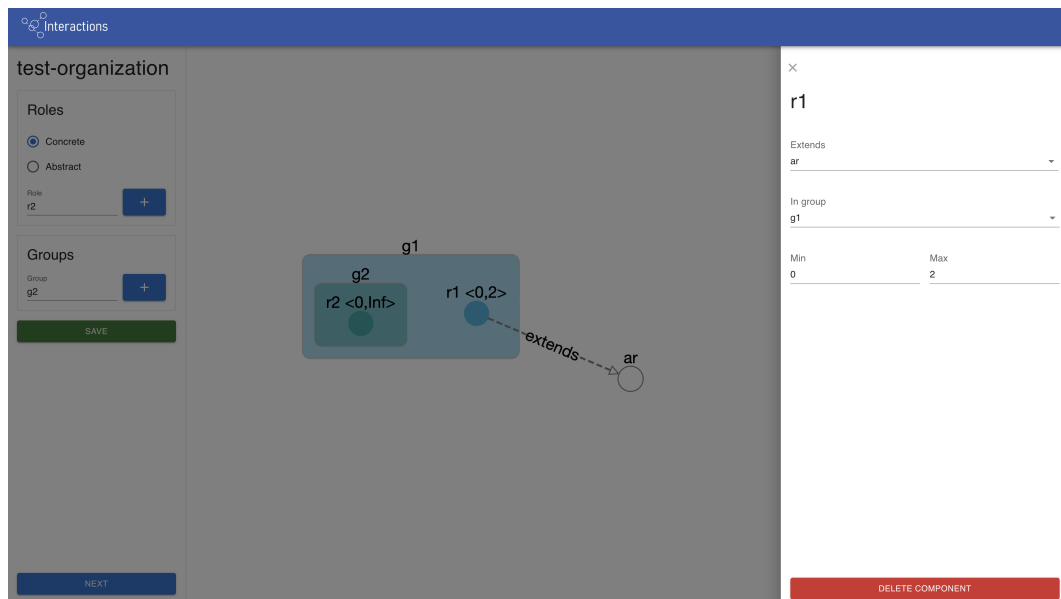 Interactions
test-organization
Roles
Concrete
Abstract
Role
r2
+
Groups
Group
g2
+
SAVE
NEXT
g1
g2
r2 <0,Inf>
r1 <0,2>
extends
ar
×
r1
Extends
ar
In group
g1
Min
Max
0
2
DELETE COMPONENT